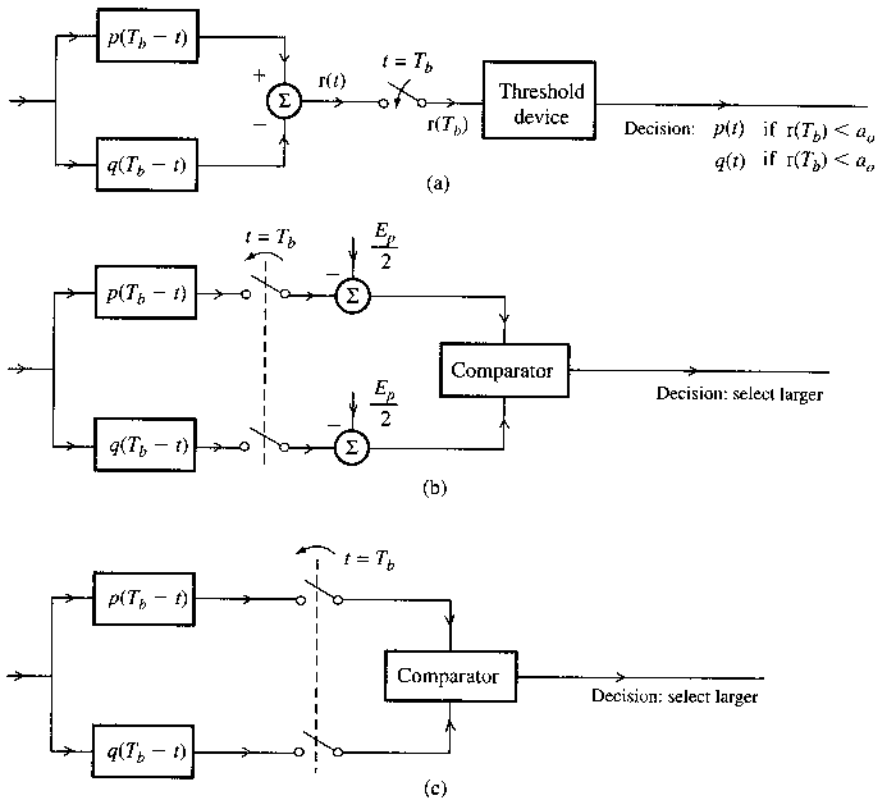 p(T_b − t)
+
r(t)
t = T_b
Σ
−
r(T_b)
Threshold
device
Decision: p(t) if r(T_b) < a_o
q(t) if r(T_b) < a_o
q(T_b − t)
(a)
t = T_b
E_p
2
−
p(T_b − t)
Σ
Comparator
Decision: select larger
E_p
2
−
q(T_b − t)
Σ
(b)
t = T_b
p(T_b − t)
Comparator
Decision: select larger
q(T_b − t)
(c)